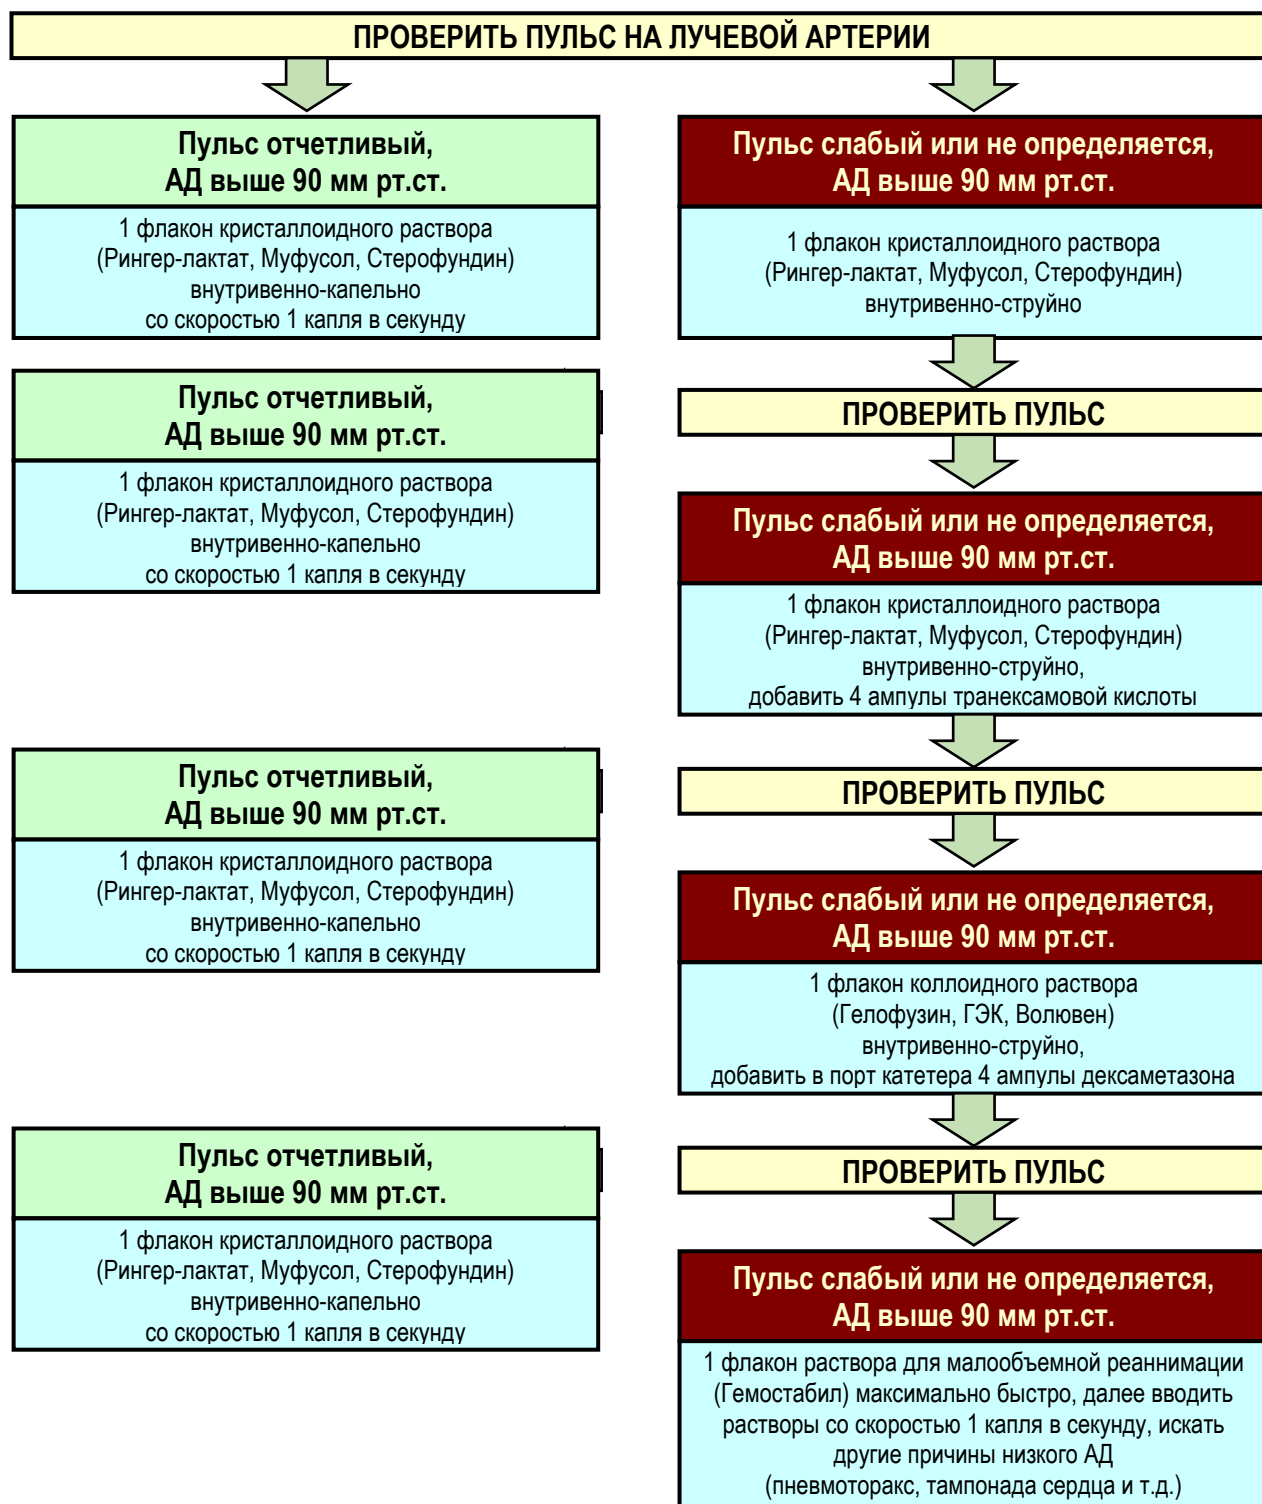 ПРОВЕРИТЬ ПУЛЬС НА ЛУЧЕВОЙ АРТЕРИИ
Пульс отчетливый,
АД выше 90 мм рт.ст.
1 флакон кристаллоидного раствора
(Рингер-лактат, Муфусол, Стерофундин)
внутривенно-капельно
со скоростью 1 капля в секунду
Пульс слабый или не определяется,
АД выше 90 мм рт.ст.
1 флакон кристаллоидного раствора
(Рингер-лактат, Муфусол, Стерофундин)
внутривенно-струйно
ПРОВЕРИТЬ ПУЛЬС
Пульс отчетливый,
АД выше 90 мм рт.ст.
1 флакон кристаллоидного раствора
(Рингер-лактат, Муфусол, Стерофундин)
внутривенно-капельно
со скоростью 1 капля в секунду
Пульс слабый или не определяется,
АД выше 90 мм рт.ст.
1 флакон кристаллоидного раствора
(Рингер-лактат, Муфусол, Стерофундин)
внутривенно-струйно,
добавить 4 ампулы транексамовой кислоты
ПРОВЕРИТЬ ПУЛЬС
Пульс отчетливый,
АД выше 90 мм рт.ст.
1 флакон кристаллоидного раствора
(Рингер-лактат, Муфусол, Стерофундин)
внутривенно-капельно
со скоростью 1 капля в секунду
Пульс слабый или не определяется,
АД выше 90 мм рт.ст.
1 флакон коллоидного раствора
(Гелофузин, ГЭК, Волювен)
внутривенно-струйно,
добавить в порт катетера 4 ампулы дексаметазона
ПРОВЕРИТЬ ПУЛЬС
Пульс отчетливый,
АД выше 90 мм рт.ст.
1 флакон кристаллоидного раствора
(Рингер-лактат, Муфусол, Стерофундин)
внутривенно-капельно
со скоростью 1 капля в секунду
Пульс слабый или не определяется,
АД выше 90 мм рт.ст.
1 флакон раствора для малообъемной реаннимации
(Гемостабил) максимально быстро, далее вводить
растворы со скоростью 1 капля в секунду, искать
другие причины низкого АД
(пневмоторакс, тампонада сердца и т.д.)